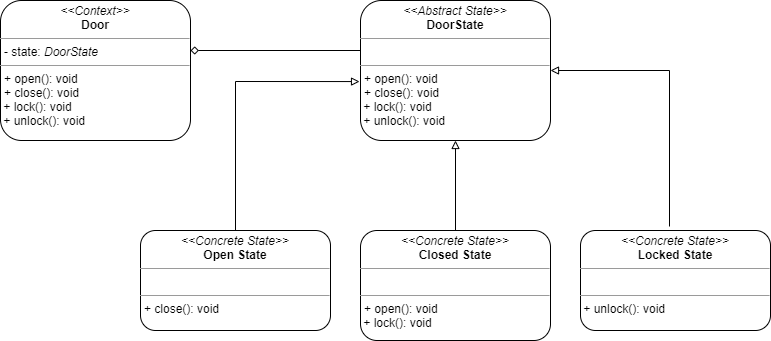 <<Context>>
Door
- state: DoorState
+ open(): void
+ close(): void
+ lock(): void
+ unlock(): void
<<Abstract State>>
DoorState
+ open(): void
+ close(): void
+ lock(): void
+ unlock(): void
<<Concrete State>>
Open State
+ close(): void
<<Concrete State>>
Closed State
+ open(): void
+ lock(): void
<<Concrete State>>
Locked State
+ unlock(): void